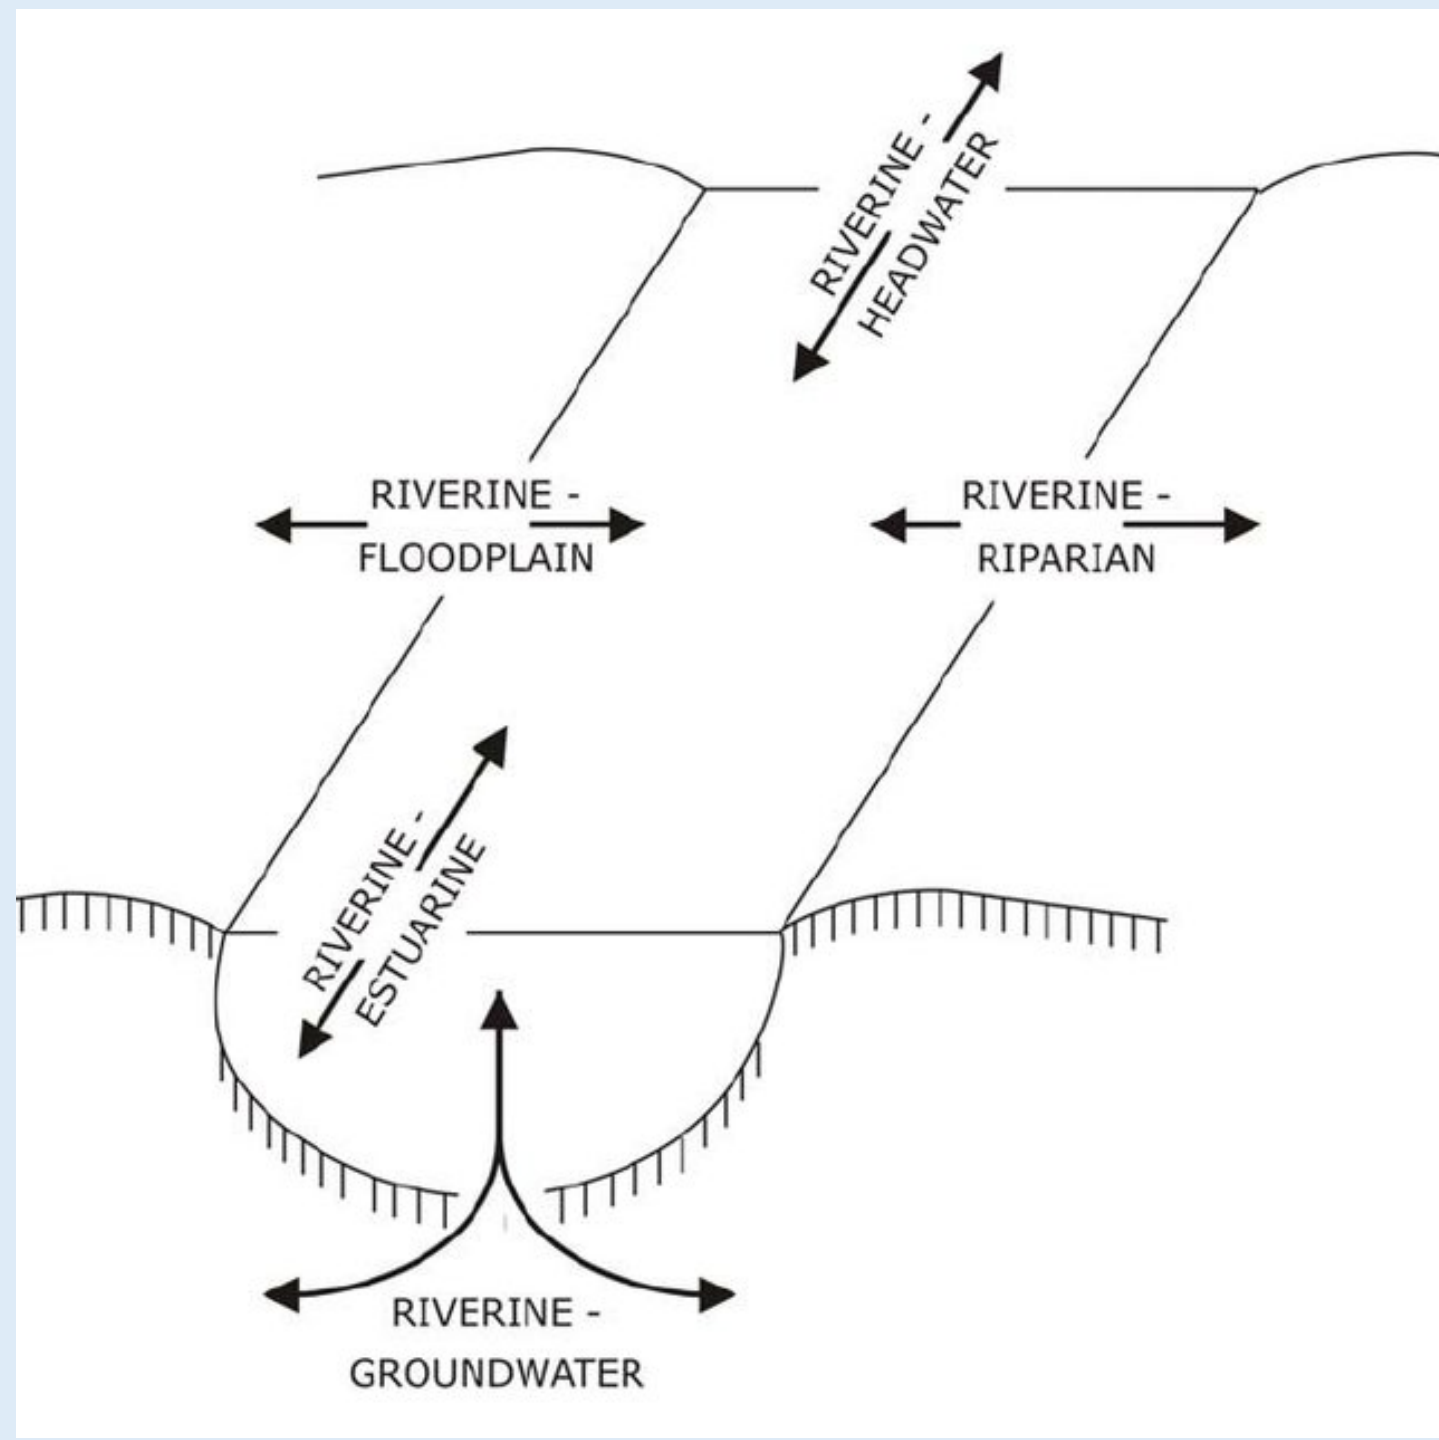 RIVERINE -
HEADWATER
RIVERINE -
FLOODPLAIN
RIVERINE -
RIPARIAN
RIVERINE -
ESTUARINE
RIVERINE -
GROUNDWATER